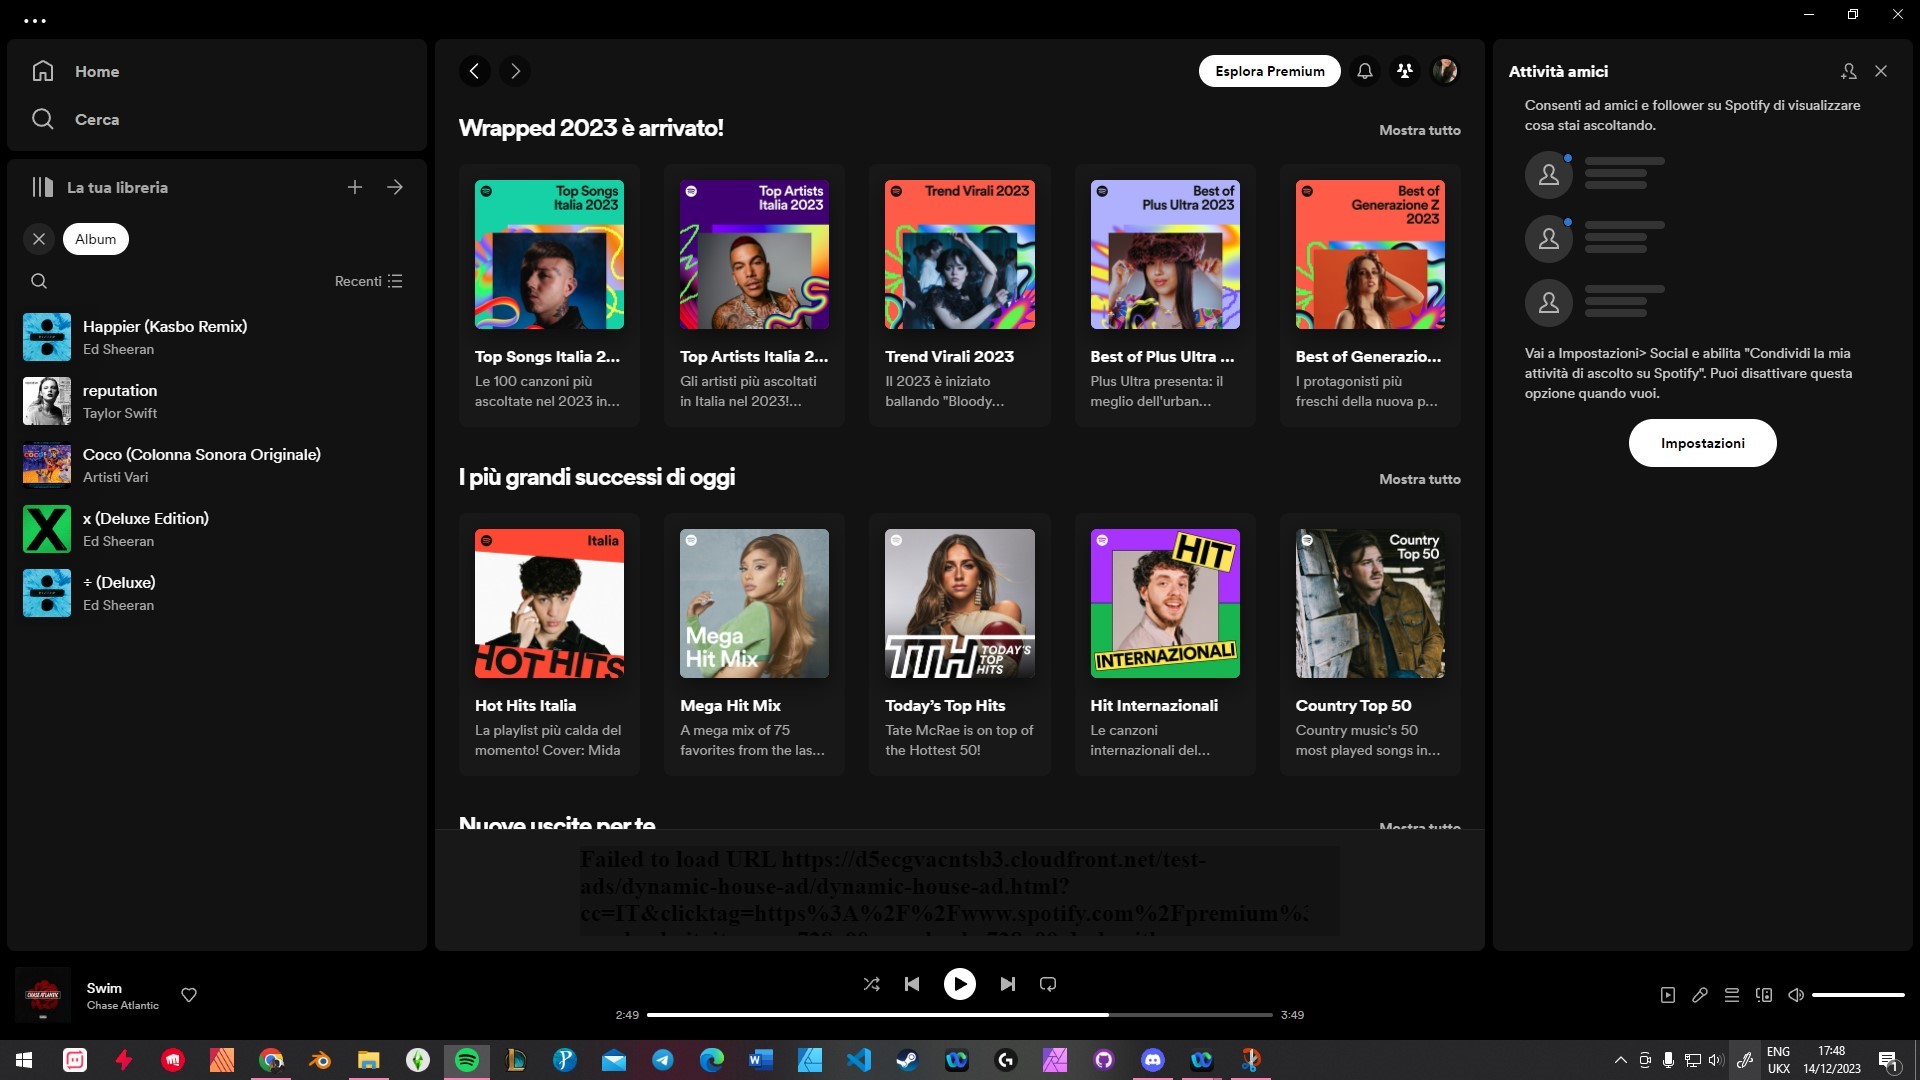 Home
Cerca
La tua libreria
Album
Recenti
Happier (Kasbo Remix)
Ed Sheeran
reputation
Taylor Swift
Coco (Colonna Sonora Originale)
Artisti Vari
x (Deluxe Edition)
Ed Sheeran
÷ (Deluxe)
Ed Sheeran
Esplora Premium
Wrapped 2023 è arrivato!
Mostra tutto
Top Songs
Italia 2023
Top Songs Italia 2...
Le 100 canzoni più
ascoltate nel 2023 in...
Top Artists
Italia 2023
Top Artists Italia 2...
Gli artisti più ascoltati
in Italia nel 2023!...
Trend Virali 2023
Trend Virali 2023
Il 2023 è iniziato
ballando "Bloody...
Best of
Plus Ultra 2023
Best of Plus Ultra ...
Plus Ultra presenta: il
meglio dell'urban...
Best of
Generazione Z
2023
Best of Generazio...
I protagonisti più
freschi della nuova p...
I più grandi successi di oggi
Mostra tutto
Italia
HOT HITS
Hot Hits Italia
La playlist più calda del
momento! Cover: Mida
Mega
Hit Mix
Mega Hit Mix
A mega mix of 75
favorites from the las...
TTH TODAY'S
TOP
HITS
Today's Top Hits
Tate McRae is on top of
the Hottest 50!
HIT
INTERNAZIONALI
Hit Internazionali
Le canzoni
internazionali del...
Country
Top 50
Country Top 50
Country music's 50
most played songs in...
Nuove uscite per te
Mostra tutto
Failed to load URL https://d5ecgvacntsb3.cloudfront.net/test-
ads/dynamic-house-ad/dynamic-house-ad.html?
cc=IT&clicktag=https%3A%2F%2Fwww.spotify.com%2Fpremium%
Attività amici
Consenti ad amici e follower su Spotify di visualizzare
cosa stai ascoltando.
Vai a Impostazioni> Social e abilita "Condividi la mia
attività di ascolto su Spotify". Puoi disattivare questa
opzione quando vuoi.
Impostazioni
Swim
Chase Atlantic
2:49
3:49
ENG
UKX
17:48
14/12/2023
1